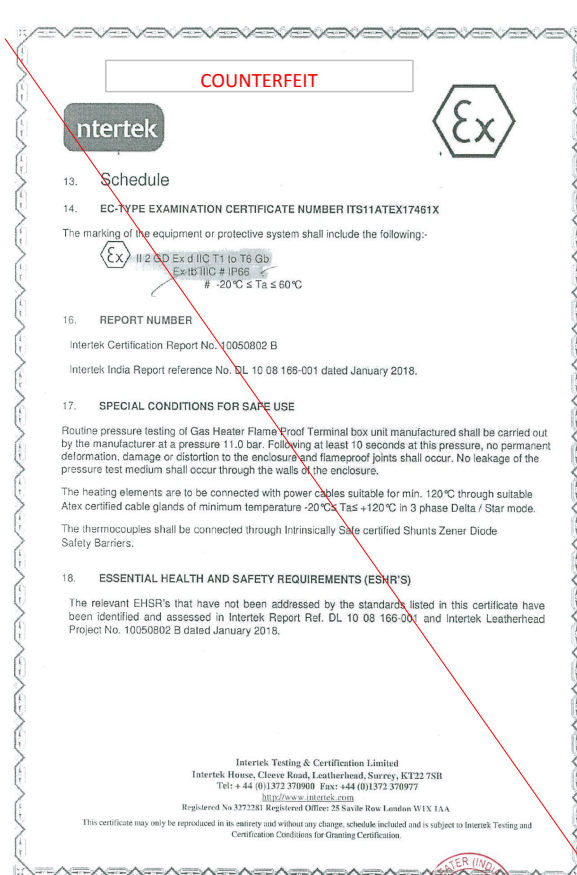 COUNTERFEIT
ntertek
Ex
13. Schedule
14. EC-TYPE EXAMINATION CERTIFICATE NUMBER ITS11ATEX17461X
The marking of the equipment or protective system shall include the following:-
Ex II 2 GD Ex d IIC T1 to T6 Gb
Ex tb IIIC # IP66
# -20°C ≤ Ta ≤ 60°C
16. REPORT NUMBER
Intertek Certification Report No. 10050802 B
Intertek India Report reference No. DL 10 08 166-001 dated January 2018.
17. SPECIAL CONDITIONS FOR SAFE USE
Routine pressure testing of Gas Heater Flame Proof Terminal box unit manufactured shall be carried out
by the manufacturer at a pressure 11.0 bar. Following at least 10 seconds at this pressure, no permanent
deformation, damage or distortion to the enclosure and flameproof joints shall occur. No leakage of the
pressure test medium shall occur through the walls of the enclosure.
The heating elements are to be connected with power cables suitable for min. 120°C through suitable
Atex certified cable glands of minimum temperature -20°C≤ Ta≤ +120°C in 3 phase Delta / Star mode.
The thermocouples shall be connected through Intrinsically Safe certified Shunts Zener Diode
Safety Barriers.
18. ESSENTIAL HEALTH AND SAFETY REQUIREMENTS (ESHR'S)
The relevant EHSR's that have not been addressed by the standards listed in this certificate have
been identified and assessed in Intertek Report Ref. DL 10 08 166-001 and Intertek Leatherhead
Project No. 10050802 B dated January 2018.
Intertek Testing & Certification Limited
Intertek House, Cleeve Road, Leatherhead, Surrey, KT22 7SB
Tel: + 44 (0)1372 370900 Fax: +44 (0)1372 370977
http://www.intertek.com
Registered No 3272281 Registered Office: 25 Savile Row London W1X 1AA
This certificate may only be reproduced in its entirety and without any change, schedule included and is subject to Intertek Testing and
Certification Conditions for Granting Certification.